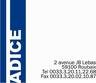 ADICE
2 avenue JB Lebas
59100 Roubaix
Tel 0033.3.20.11.22.68
Fax 0033.3.20.02.10.87